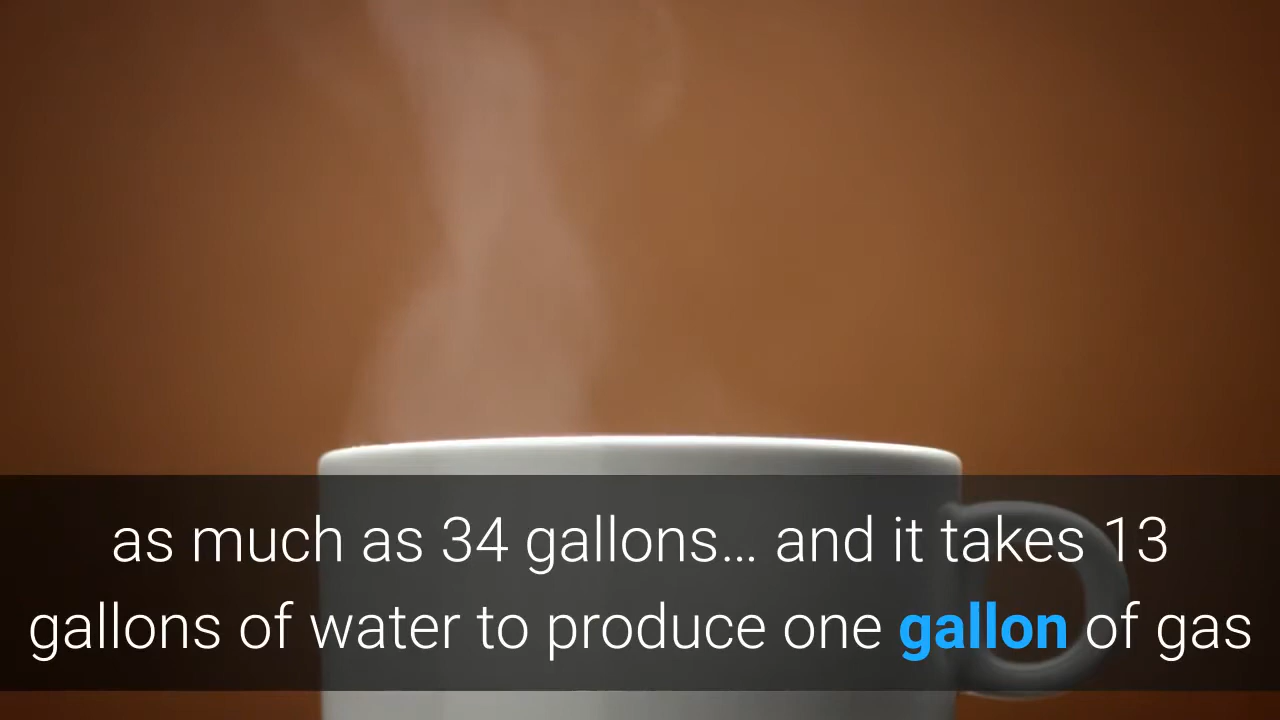 as much as 34 gallons... and it takes 13
gallons of water to produce one gallon of gas